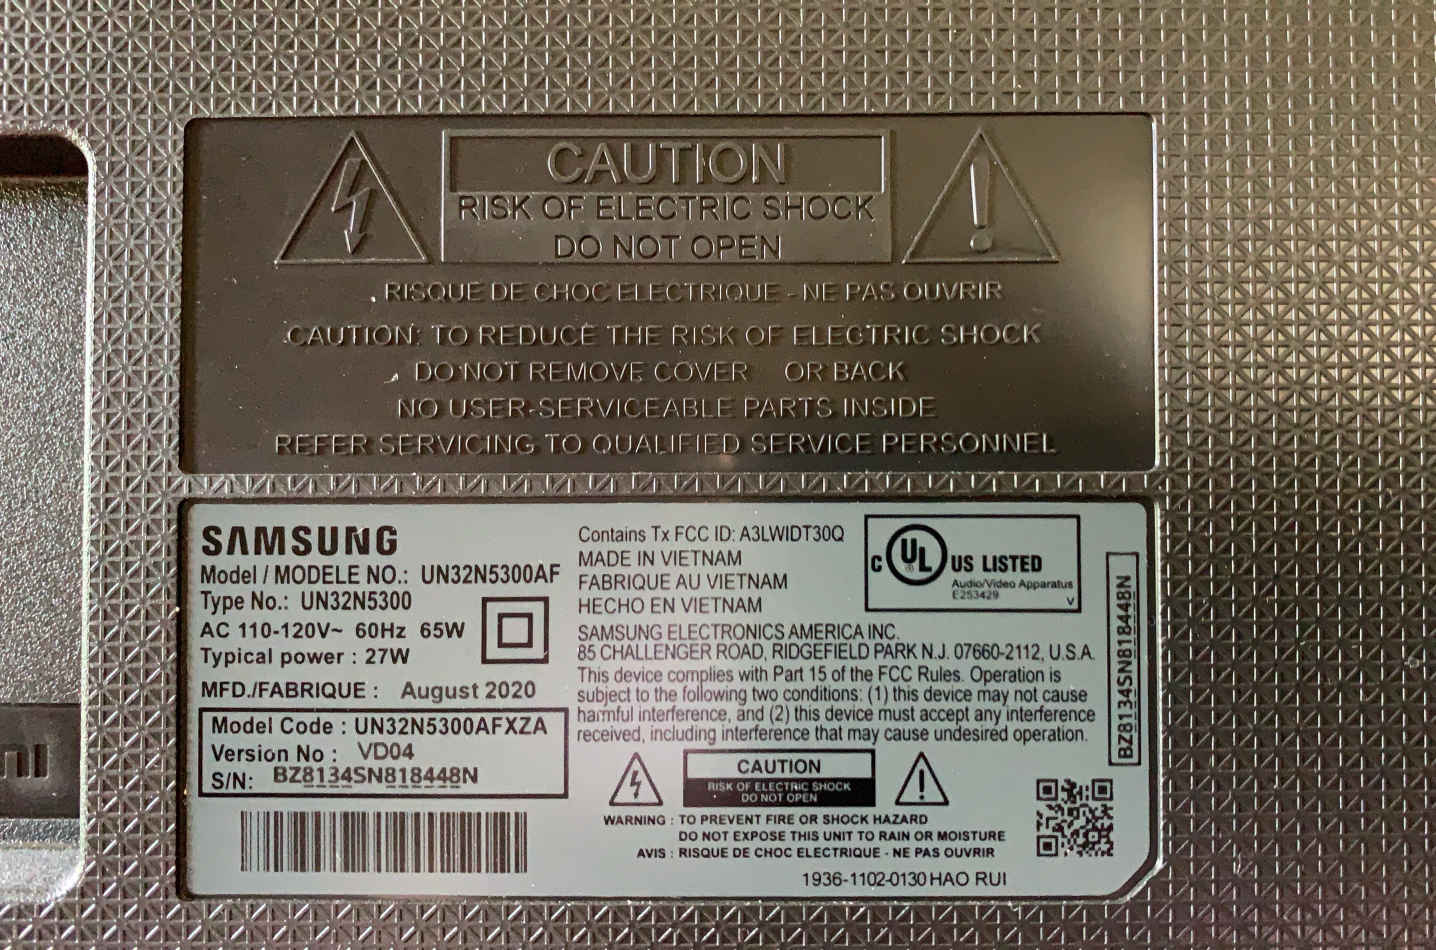 CAUTION
RISK OF ELECTRIC SHOCK
DO NOT OPEN
RISQUE DE CHOC ELECTRIQUE - NE PAS OUVRIR
CAUTION: TO REDUCE THE RISK OF ELECTRIC SHOCK
DO NOT REMOVE COVER OR BACK
NO USER-SERVICEABLE PARTS INSIDE
REFER SERVICING TO QUALIFIED SERVICE PERSONNEL
SAMSUNG
Model / MODELE NO.: UN32N5300AF
Type No.: UN32N5300
AC 110-120V~ 60Hz 65W
Typical power : 27W
MFD./FABRIQUE : August 2020
Model Code : UN32N5300AFXZA
Version No : VD04
S/N: BZ8134SN818448N
Contains Tx FCC ID: A3LWIDT30Q
MADE IN VIETNAM
FABRIQUE AU VIETNAM
HECHO EN VIETNAM
SAMSUNG ELECTRONICS AMERICA INC.
85 CHALLENGER ROAD, RIDGEFIELD PARK N.J. 07660-2112, U.S.A.
This device complies with Part 15 of the FCC Rules. Operation is
subject to the following two conditions: (1) this device may not cause
harmful interference, and (2) this device must accept any interference
received, including interference that may cause undesired operation.
C UL ® US LISTED
Audio/Video Apparatus
E253429
V
BZ8134SN818448N
CAUTION
RISK OF ELECTRIC SHOCK
DO NOT OPEN
WARNING : TO PREVENT FIRE OR SHOCK HAZARD
DO NOT EXPOSE THIS UNIT TO RAIN OR MOISTURE
AVIS : RISQUE DE CHOC ELECTRIQUE - NE PAS OUVRIR
1936-1102-0130 HAO RUI